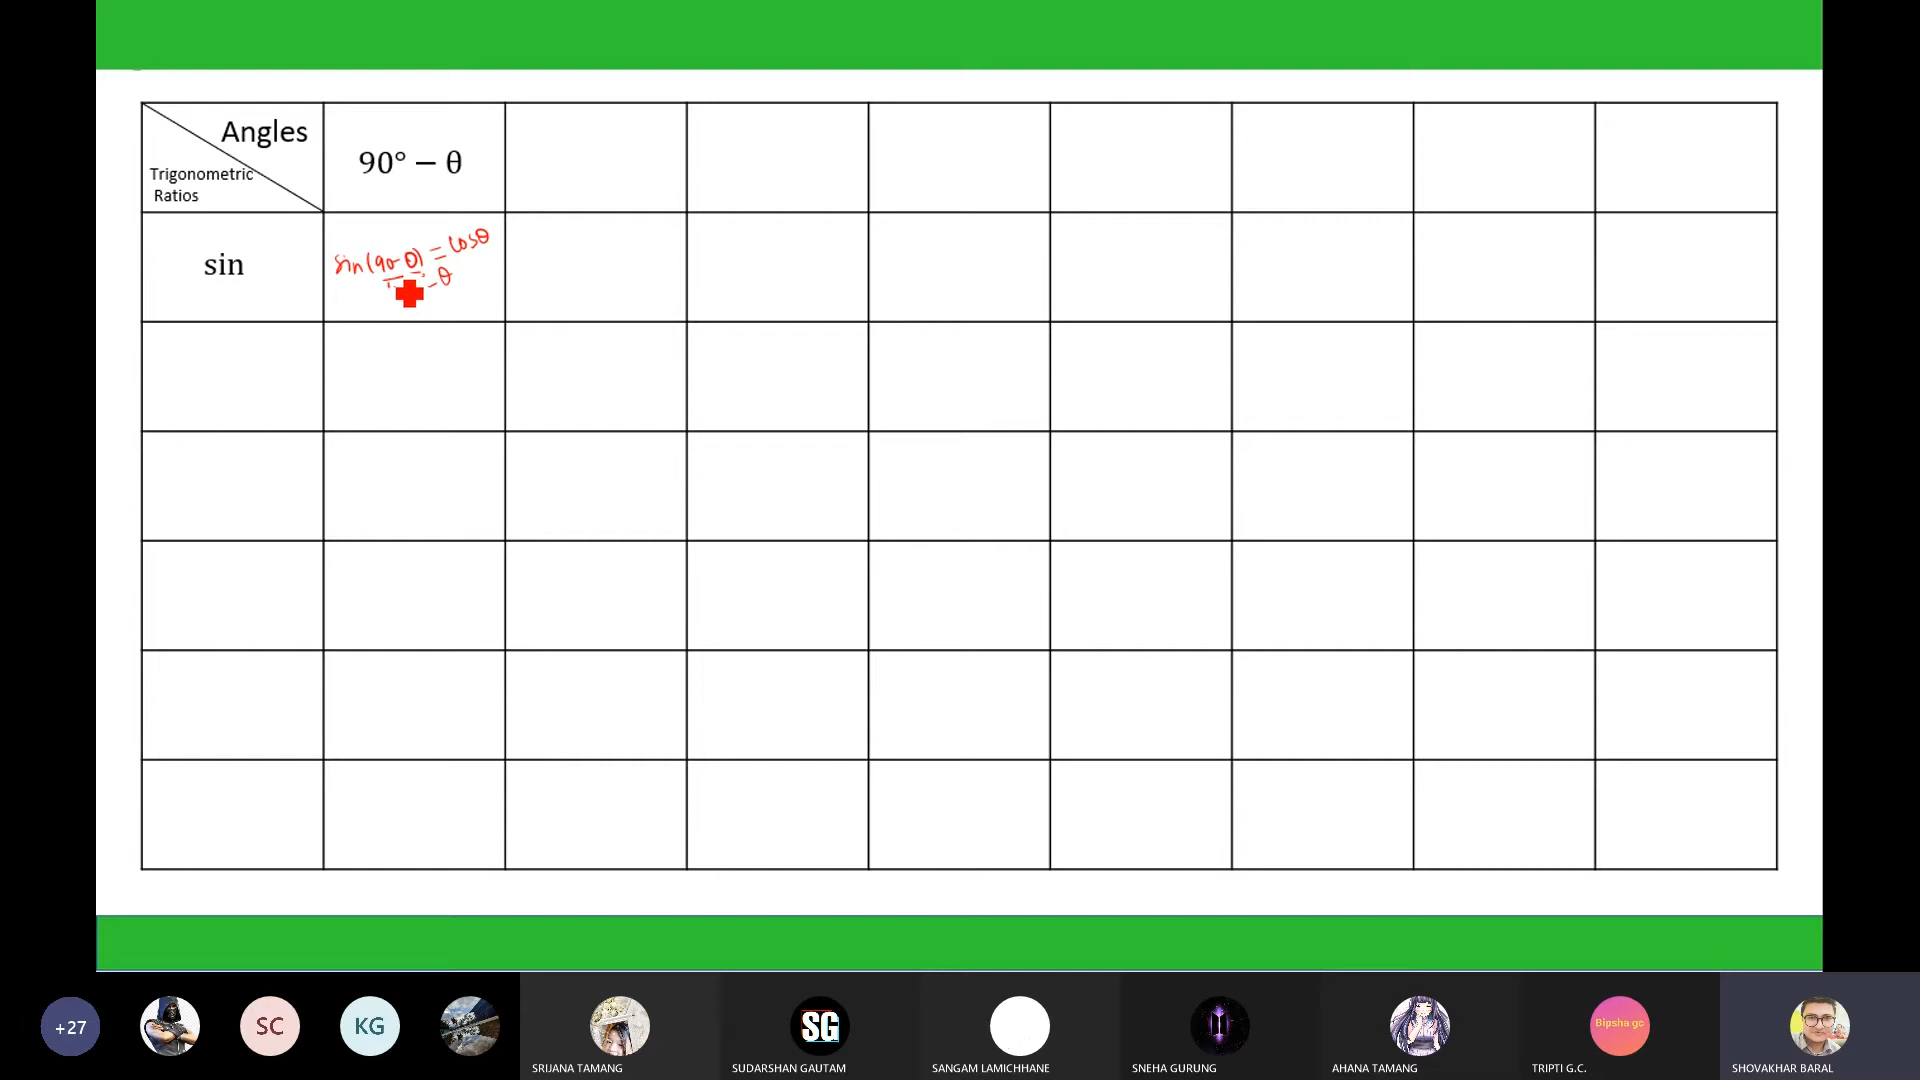 Angles
Trigonometric
Ratios
90° − θ
sin
sin(90-θ) = cosθ
-θ
+27
SC
KG
SG
Bipsha gc
SRIJANA TAMANG
SUDARSHAN GAUTAM
SANGAM LAMICHHANE
SNEHA GURUNG
AHANA TAMANG
TRIPTI G.C.
SHOVAKHAR BARAL